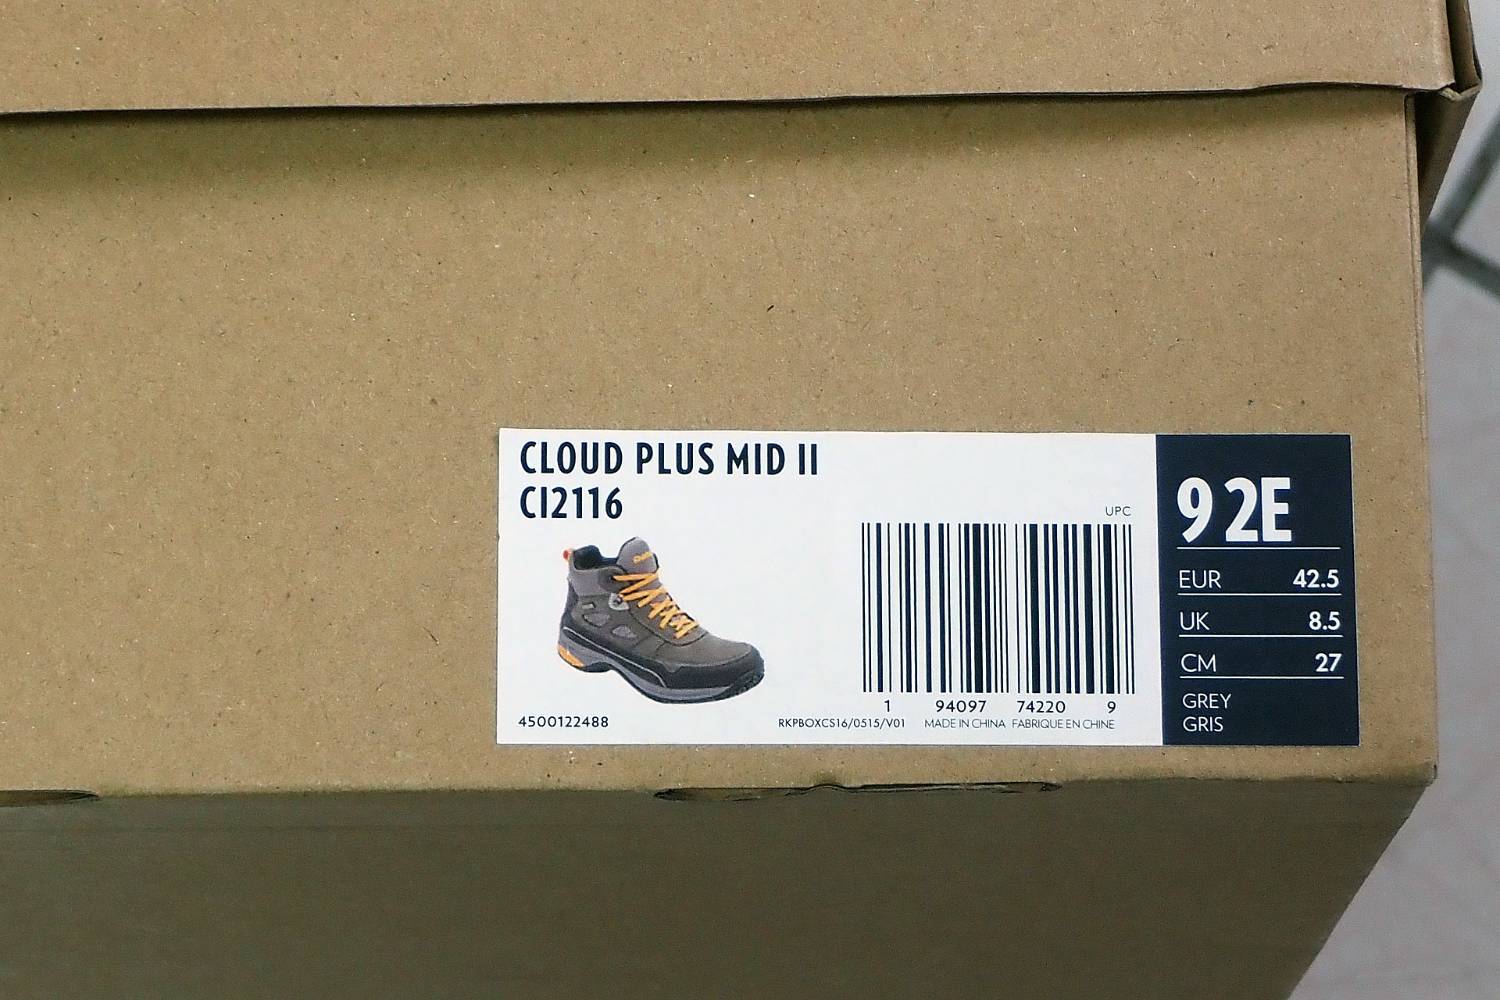 CLOUD PLUS MID II
CI2116
UPC
1 94097 74220 9
4500122488
RKPBOXCS16/0515/V01 MADE IN CHINA FABRIQUE EN CHINE
9 2E
EUR 42.5
UK 8.5
CM 27
GREY
GRIS